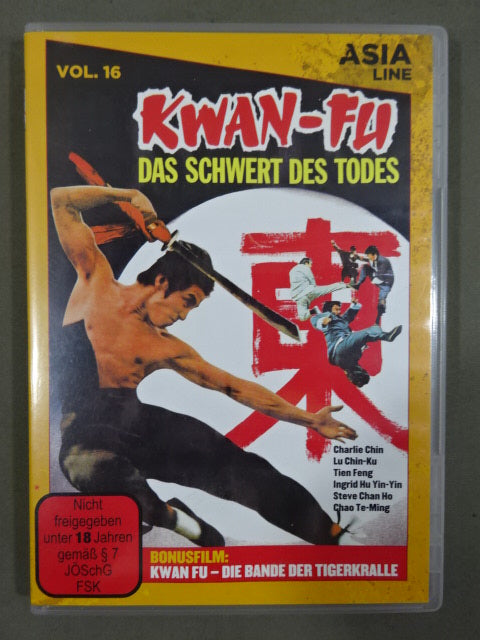 VOL. 16
ASIA
LINE
KWAN-FU
DAS SCHWERT DES TODES
東
Charlie Chin
Lu Chin-Ku
Tien Feng
Ingrid Hu Yin-Yin
Steve Chan Ho
Chao Te-Ming
Nicht
freigegeben
unter 18 Jahren
gemäß § 7
JÖSchG
FSK
BONUSFILM:
KWAN FU – DIE BANDE DER TIGERKRALLE